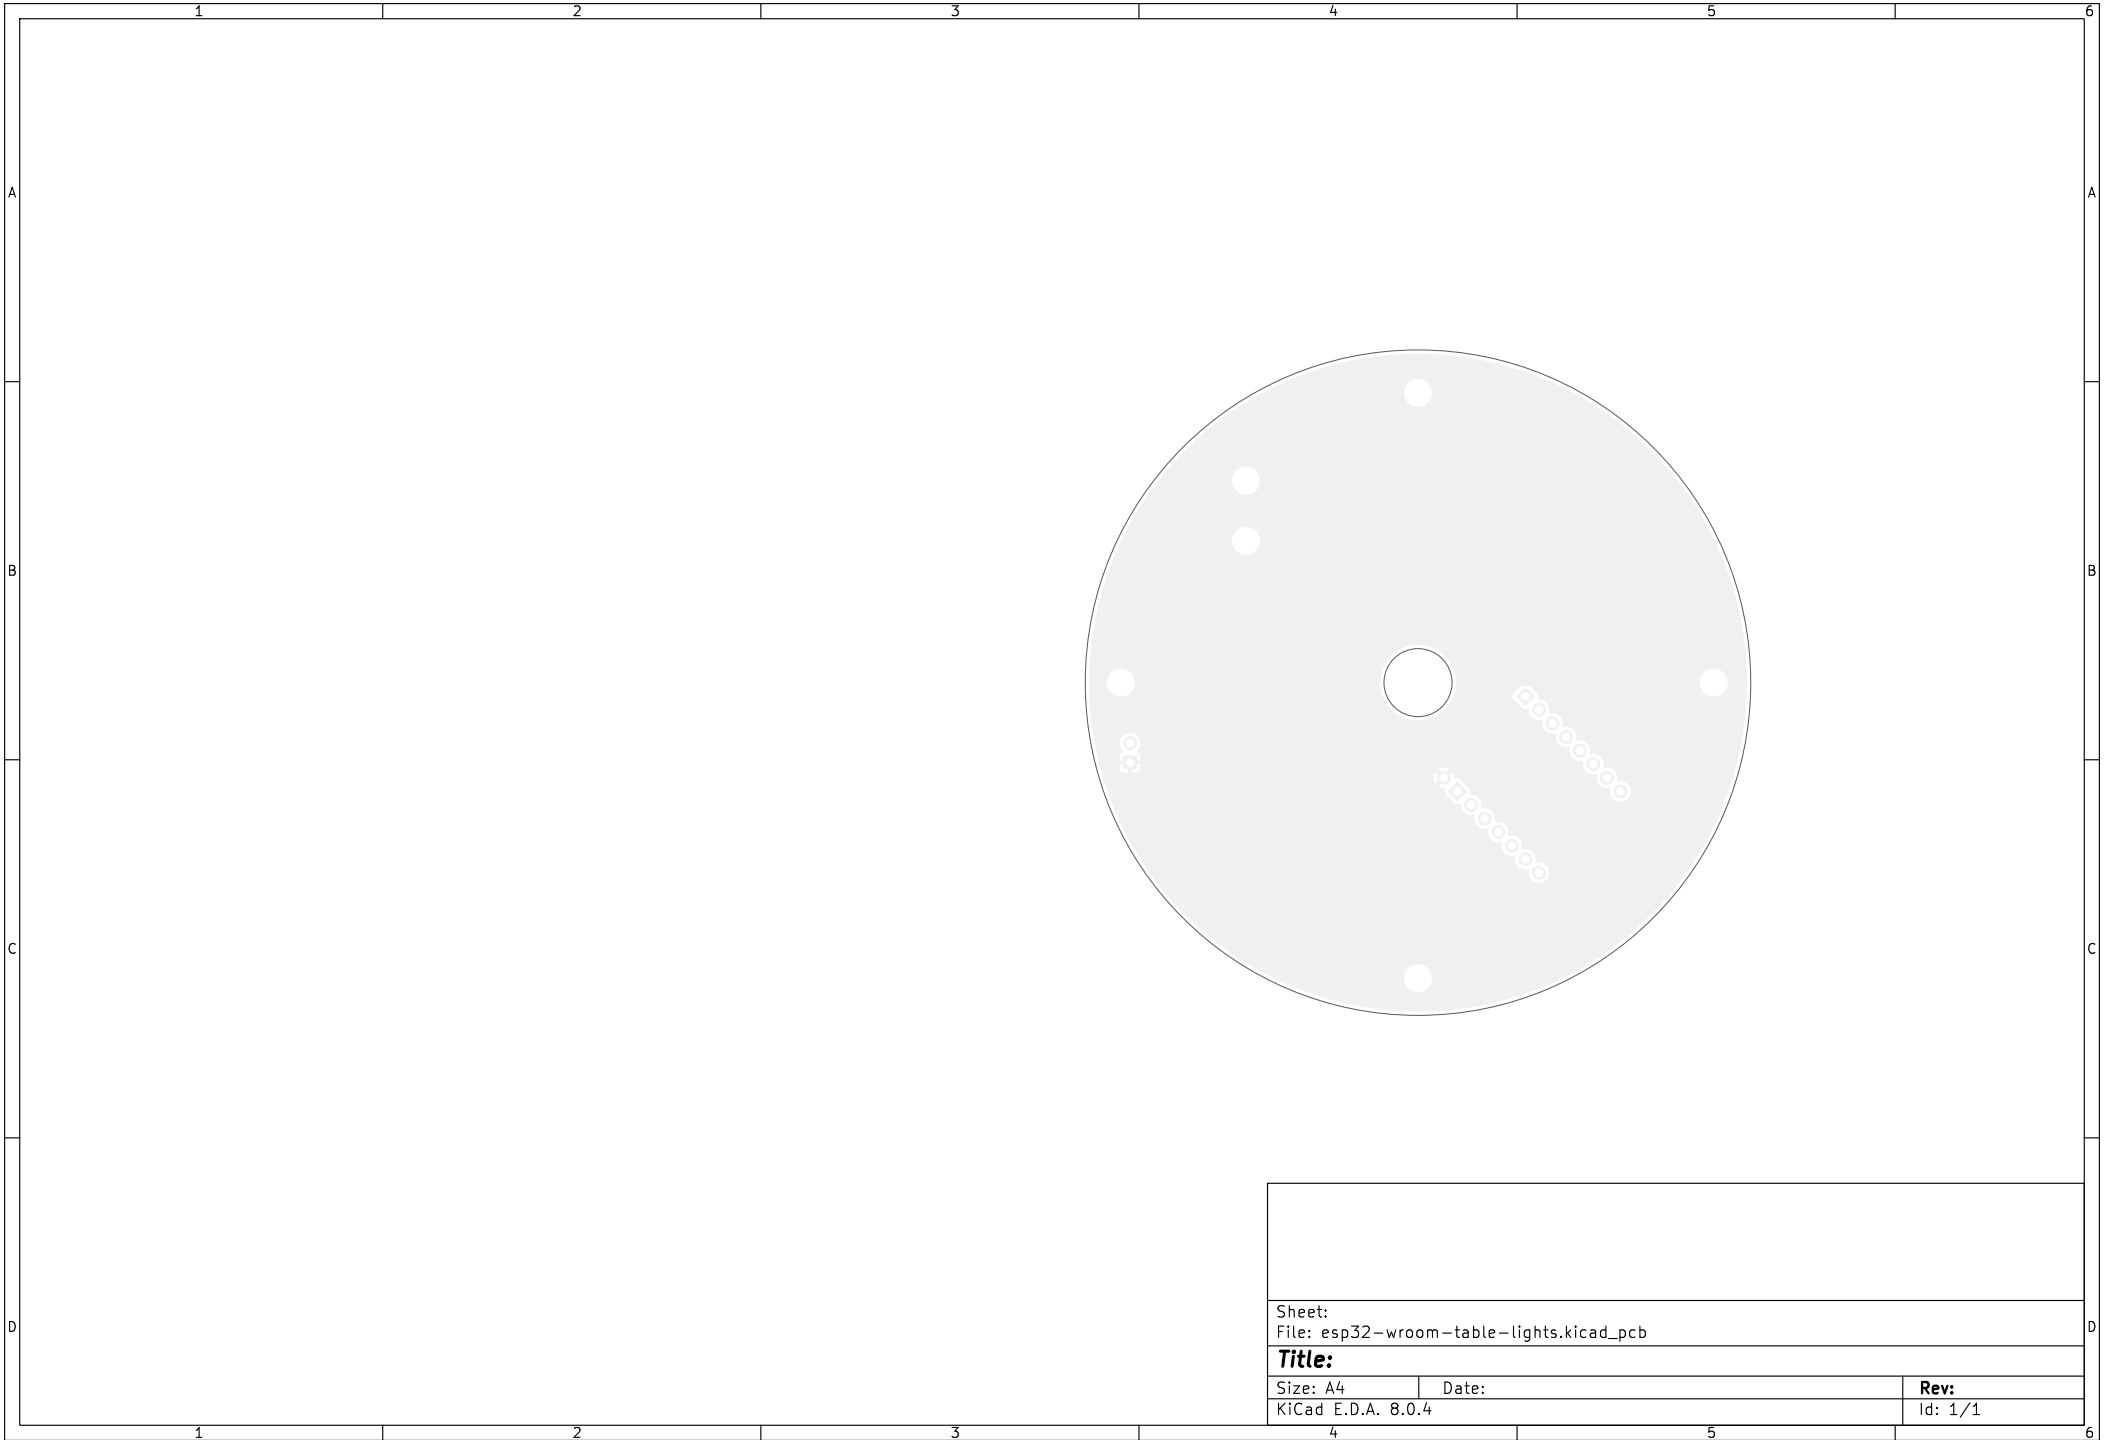 1 2 3 4 5 6
A A
B B
C C
Sheet:
File: esp32-wroom-table-lights.kicad_pcb
D D
Title:
Size: A4 Date: Rev:
KiCad E.D.A. 8.0.4 Id: 1/1
1 2 3 4 5 6